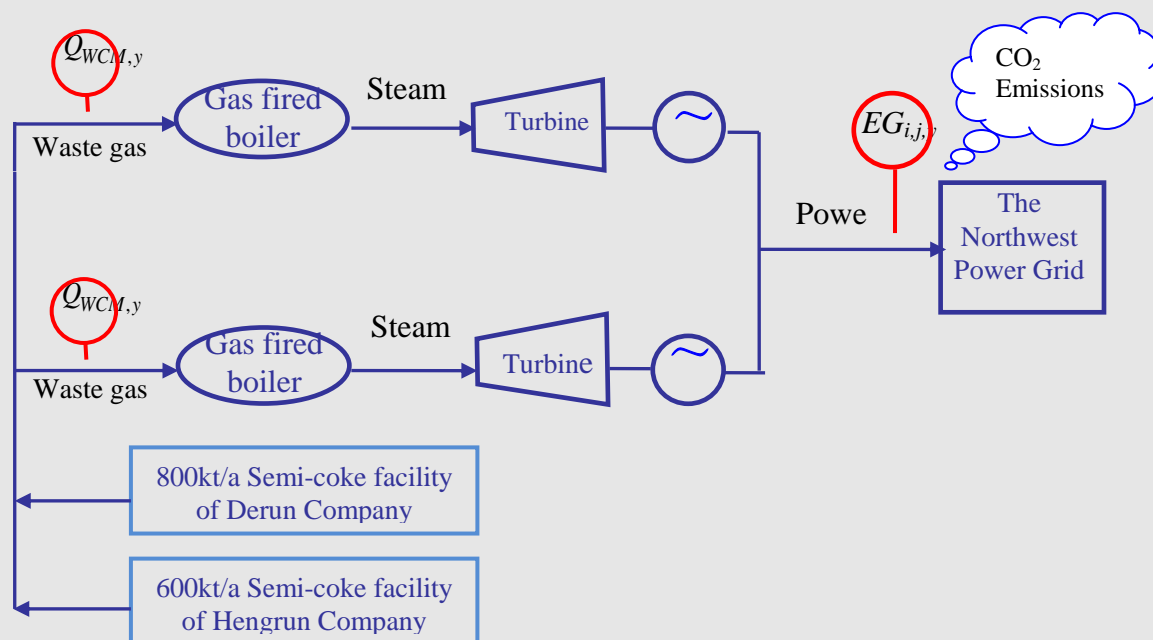 Q_WCM,y
CO₂
Emissions
Steam
Gas fired
boiler
Turbine
~
EG_i,j,y
Waste gas
Powe
The
Northwest
Power Grid
Q_WCM,y
Steam
Gas fired
boiler
Turbine
~
Waste gas
800kt/a Semi-coke facility
of Derun Company
600kt/a Semi-coke facility
of Hengrun Company